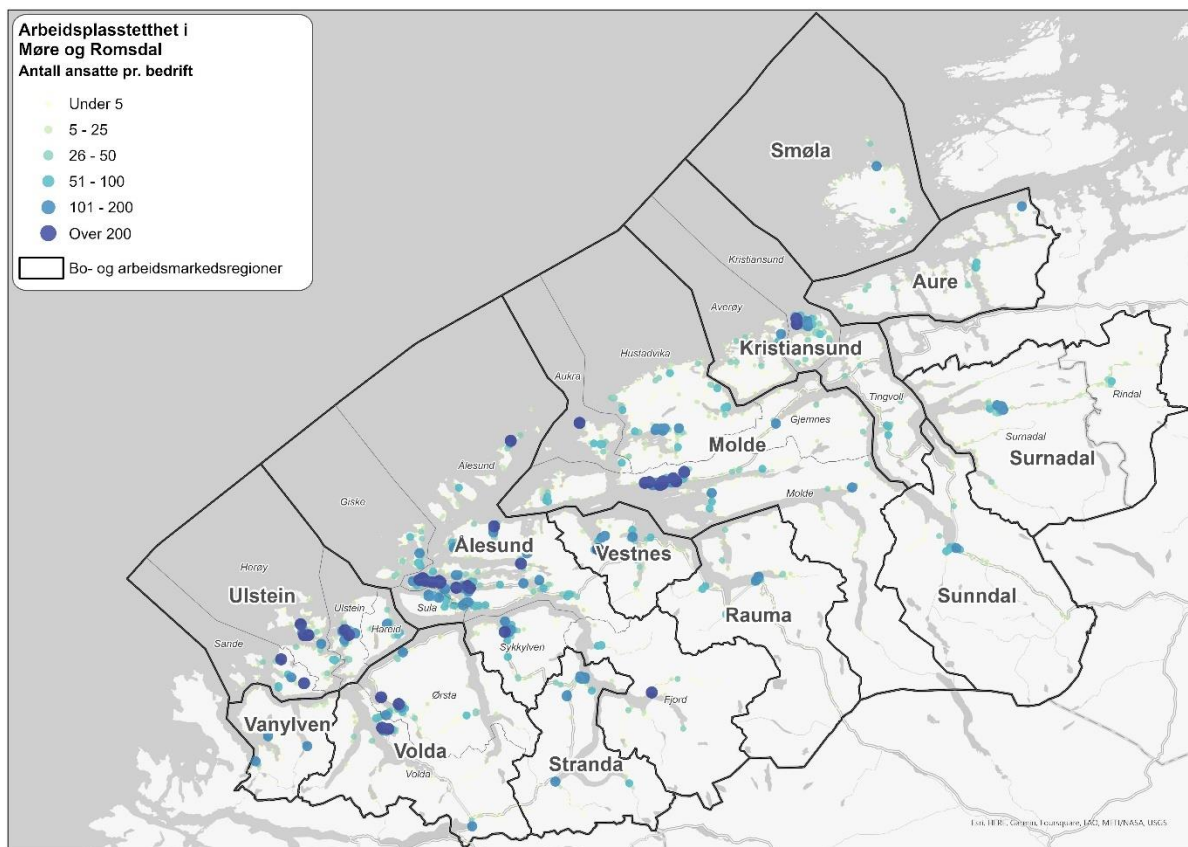 Arbeidsplasstetthet i
Møre og Romsdal
Antall ansatte pr. bedrift
Under 5
5 - 25
26 - 50
51 - 100
101 - 200
Over 200
Bo- og arbeidsmarkedsregioner
Smøla
Kristiansund
Aure
Averøy
Kristiansund
Hustadvika
Aukra
Tingvoll
Rindal
Gjemnes
Molde
Surnadal
Surnadal
Ålesund
Molde
Giske
Ålesund
Vestnes
Horøy
Ulstein
Ulstein
Sula
Rauma
Sunndal
Hareid
Sande
Sykkylven
Ørsta
Fjord
Vanylven
Volda
Stranda
Volda
Esri, HERE, Garmin, Foursquare, FAO, METI/NASA, USGS